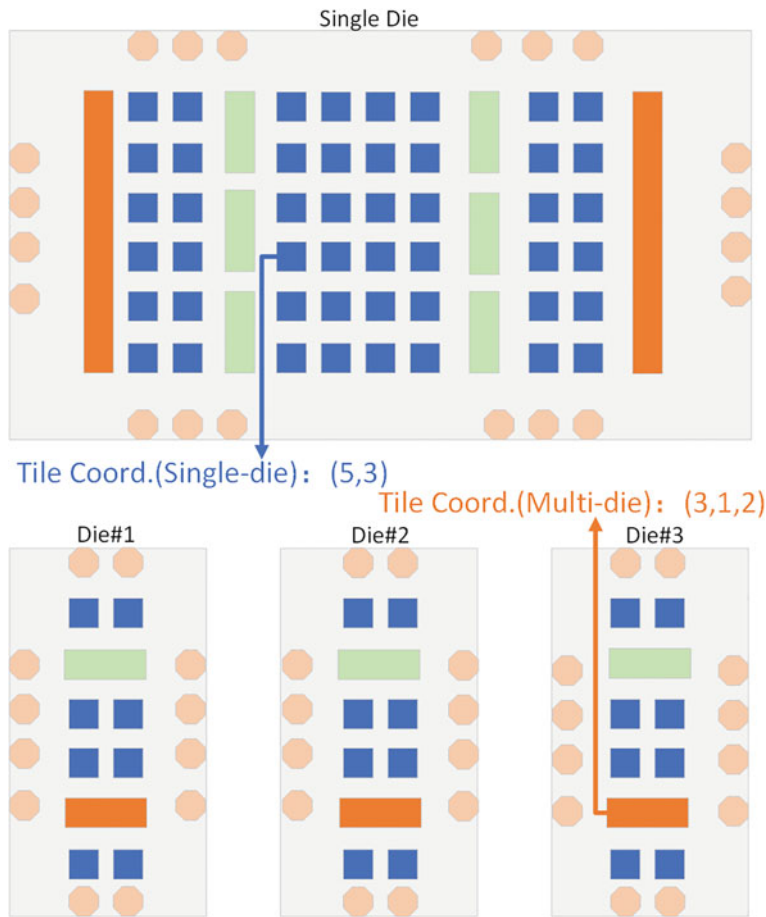 Single Die
Tile Coord.(Single-die)： (5,3)
Tile Coord.(Multi-die)： (3,1,2)
Die#1
Die#2
Die#3